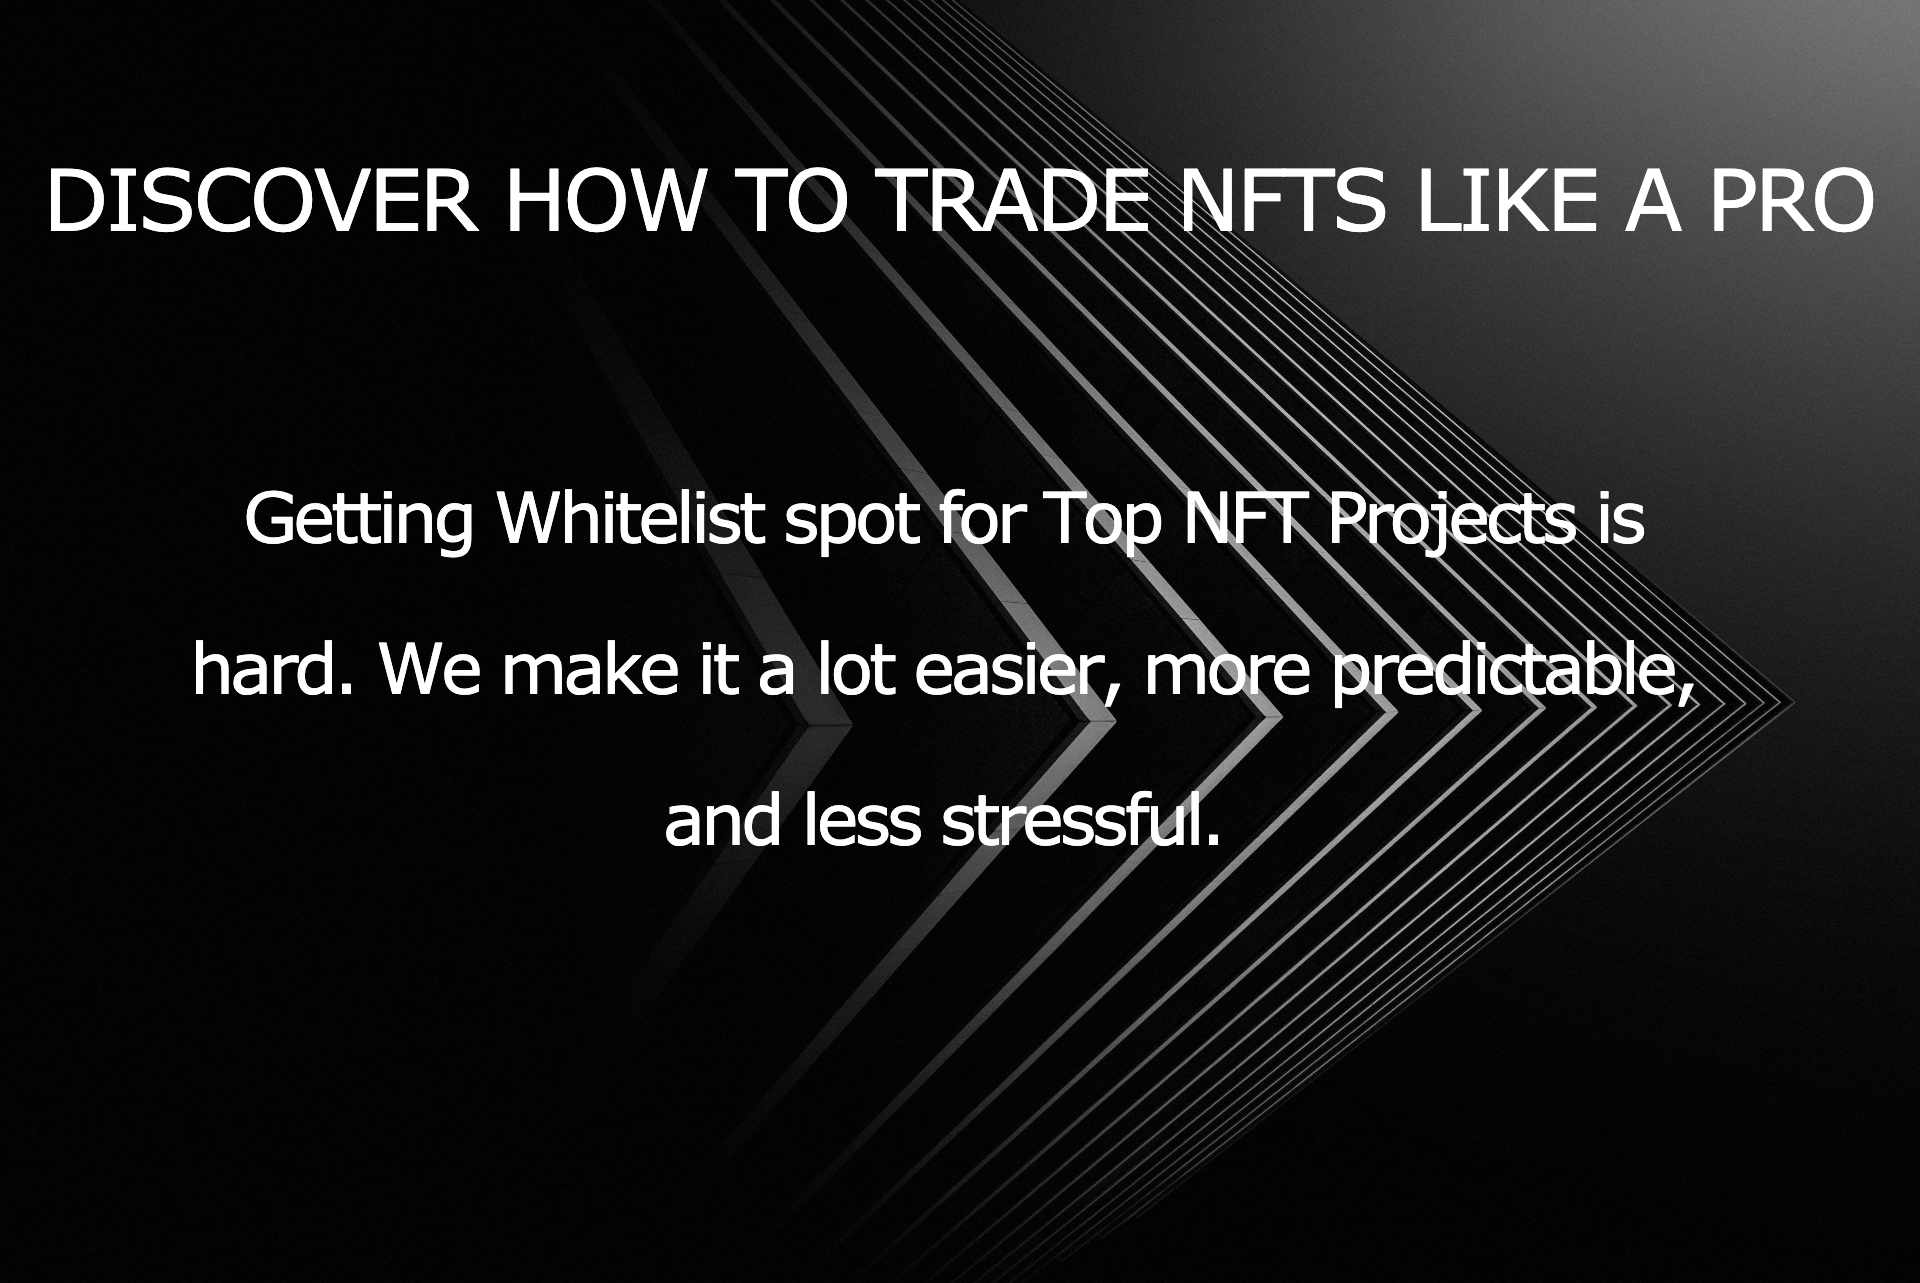 DISCOVER HOW TO TRADE NFTS LIKE A PRO
Getting Whitelist spot for Top NFT Projects is
hard. We make it a lot easier, more predictable,
and less stressful.